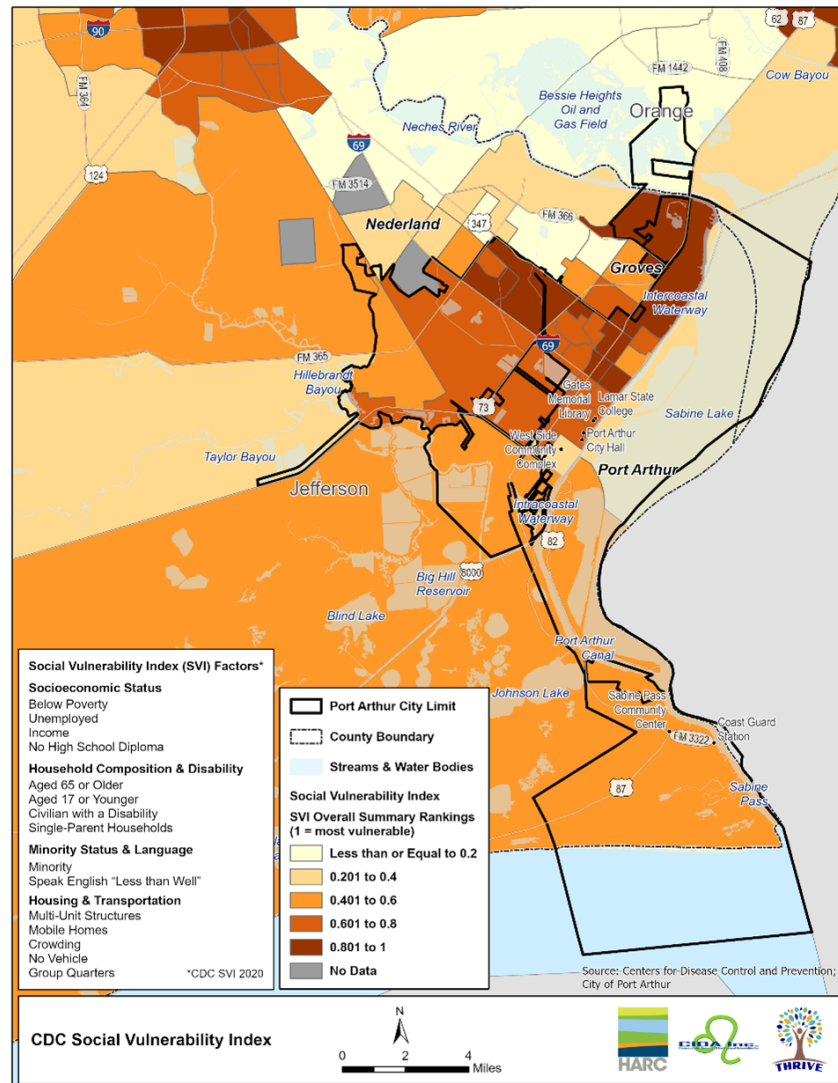 90
62
87
FM 364
FM 1442
FM 408
Cow Bayou
Bessie Heights
Oil and
Gas Field
Orange
Neches River
69
124
FM 3514
Nederland
347
FM 366
Groves
Intercoastal
Waterway
69
FM 365
Hillebrandt
Bayou
Gates
Memorial
Library
Lamar State
College
Sabine Lake
73
Port Arthur
City Hall
West Side
Community
Complex
Port Arthur
Taylor Bayou
Jefferson
Intracoastal
Waterway
82
8000
Big Hill
Reservoir
Blind Lake
Port Arthur
Canal
Johnson Lake
Sabine Pass
Community
Center
FM 3322
Coast Guard
Station
87
Sabine
Pass
Social Vulnerability Index (SVI) Factors*
Socioeconomic Status
Below Poverty
Unemployed
Income
No High School Diploma
Household Composition & Disability
Aged 65 or Older
Aged 17 or Younger
Civilian with a Disability
Single-Parent Households
Minority Status & Language
Minority
Speak English “Less than Well”
Housing & Transportation
Multi-Unit Structures
Mobile Homes
Crowding
No Vehicle
Group Quarters
*CDC SVI 2020
Port Arthur City Limit
County Boundary
Streams & Water Bodies
Social Vulnerability Index
SVI Overall Summary Rankings
(1 = most vulnerable)
Less than or Equal to 0.2
0.201 to 0.4
0.401 to 0.6
0.601 to 0.8
0.801 to 1
No Data
Source: Centers for Disease Control and Prevention;
City of Port Arthur
CDC Social Vulnerability Index
N
0 2 4
Miles
HARC
CIDA Inc.
THRIVE